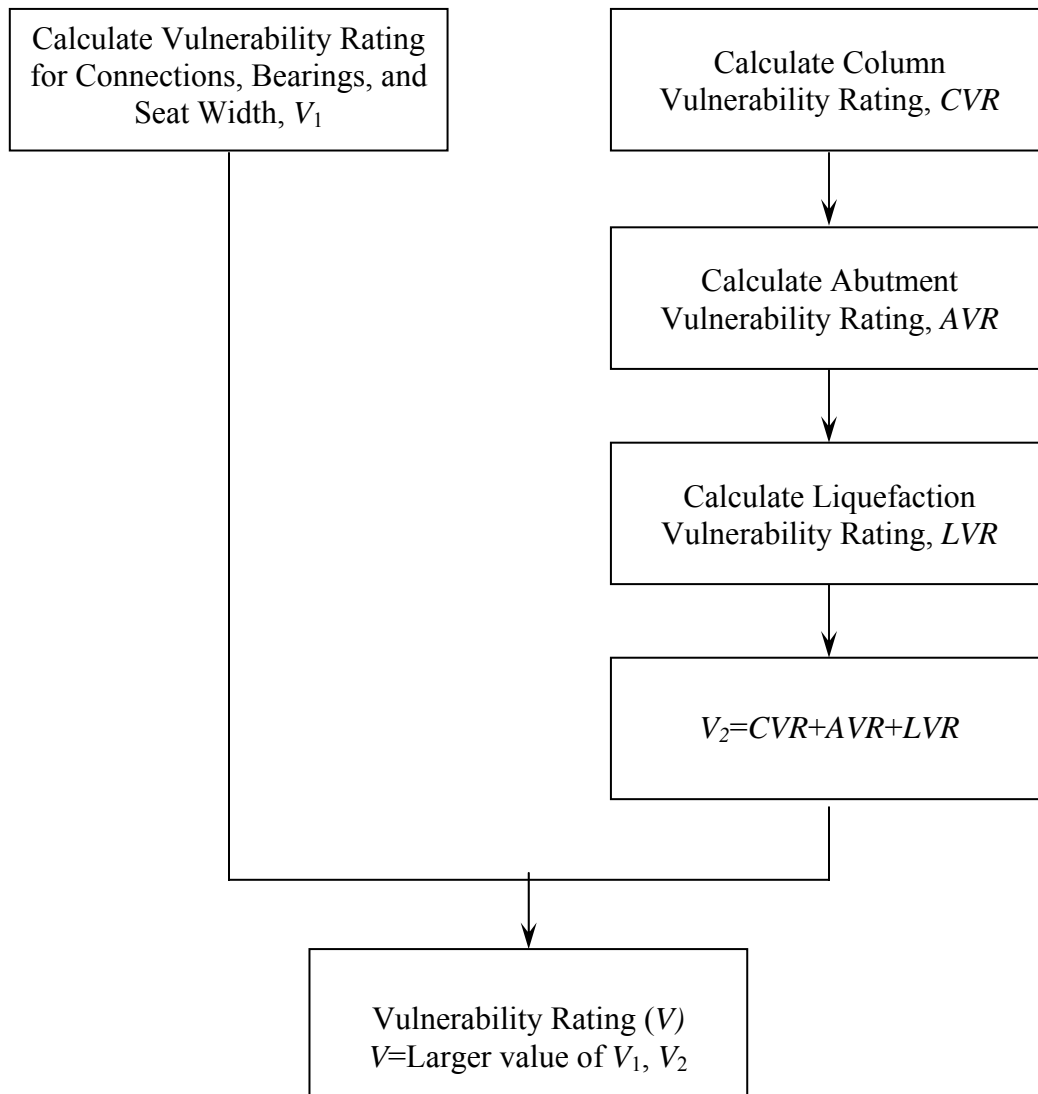 Calculate Vulnerability Rating
for Connections, Bearings, and
Seat Width, V₁
Calculate Column
Vulnerability Rating, CVR
Calculate Abutment
Vulnerability Rating, AVR
Calculate Liquefaction
Vulnerability Rating, LVR
V₂=CVR+AVR+LVR
Vulnerability Rating (V)
V=Larger value of V₁, V₂